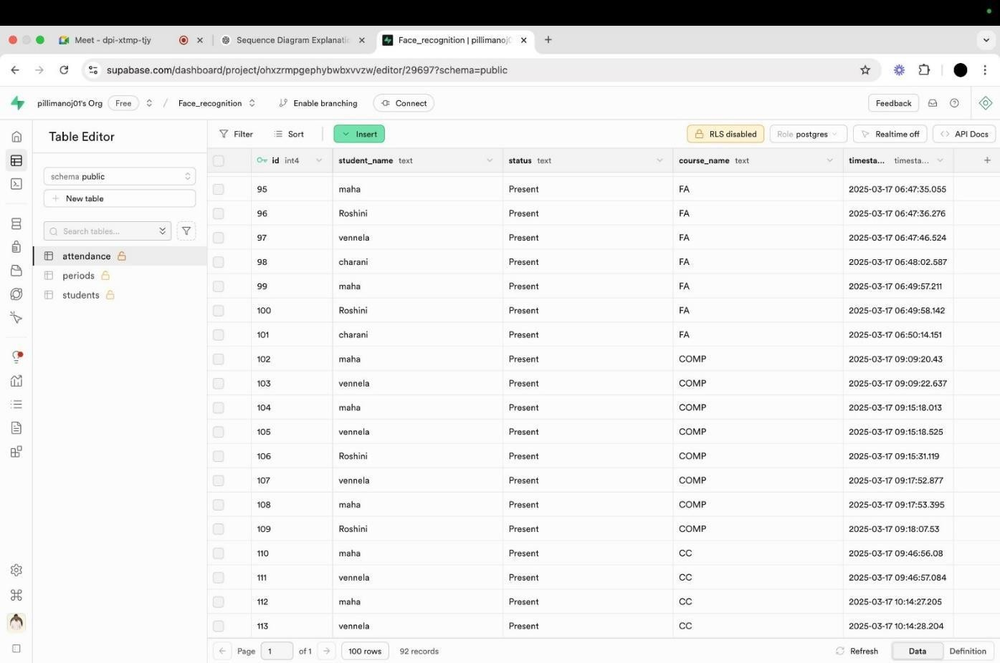 Meet - dpi-xtmp-tjy
Sequence Diagram Explanatio
Face_recognition | pillimanoj0
supabase.com/dashboard/project/ohxzrmpgephybwbxvvzw/editor/29697?schema=public
pillimanoj01's Org Free / Face_recognition Enable branching Connect Feedback
Table Editor Filter Sort Insert RLS disabled Role postgres Realtime off API Docs
schema public
New table
Search tables...
attendance
periods
students
id int4 student_name text status text course_name text timesta... timesta...
95 maha Present FA 2025-03-17 06:47:35.055
96 Roshini Present FA 2025-03-17 06:47:36.276
97 vennela Present FA 2025-03-17 06:47:46.524
98 charani Present FA 2025-03-17 06:48:02.587
99 maha Present FA 2025-03-17 06:49:57.211
100 Roshini Present FA 2025-03-17 06:49:58.142
101 charani Present FA 2025-03-17 06:50:14.151
102 maha Present COMP 2025-03-17 09:09:20.43
103 vennela Present COMP 2025-03-17 09:09:22.637
104 maha Present COMP 2025-03-17 09:15:18.013
105 vennela Present COMP 2025-03-17 09:15:18.525
106 Roshini Present COMP 2025-03-17 09:15:31.119
107 vennela Present COMP 2025-03-17 09:17:52.877
108 maha Present COMP 2025-03-17 09:17:53.395
109 Roshini Present COMP 2025-03-17 09:18:07.53
110 maha Present CC 2025-03-17 09:46:56.08
111 vennela Present CC 2025-03-17 09:46:57.084
112 maha Present CC 2025-03-17 10:14:27.205
113 vennela Present CC 2025-03-17 10:14:28.204
Page 1 of 1 100 rows 92 records Refresh Data Definition